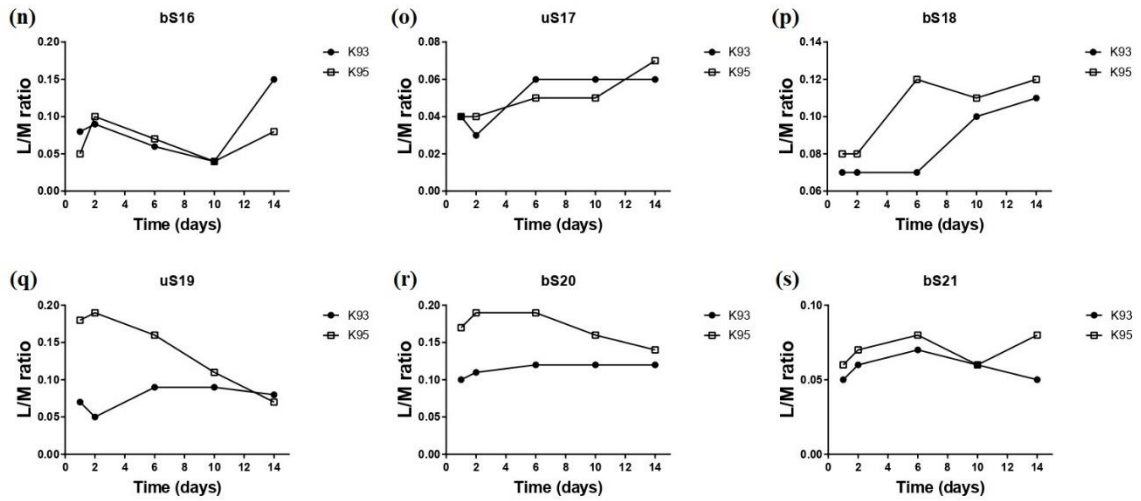 (n)
bS16
L/M ratio
0.20
0.15
0.10
0.05
0.00
0 2 4 6 8 10 12 14
Time (days)
K93
K95
(o)
uS17
L/M ratio
0.08
0.06
0.04
0.02
0.00
0 2 4 6 8 10 12 14
Time (days)
K93
K95
(p)
bS18
L/M ratio
0.14
0.12
0.10
0.08
0.06
0 2 4 6 8 10 12 14
Time (days)
K93
K95
(q)
uS19
L/M ratio
0.20
0.15
0.10
0.05
0.00
0 2 4 6 8 10 12 14
Time (days)
K93
K95
(r)
bS20
L/M ratio
0.20
0.15
0.10
0.05
0.00
0 2 4 6 8 10 12 14
Time (days)
K93
K95
(s)
bS21
L/M ratio
0.10
0.05
0.00
0 2 4 6 8 10 12 14
Time (days)
K93
K95